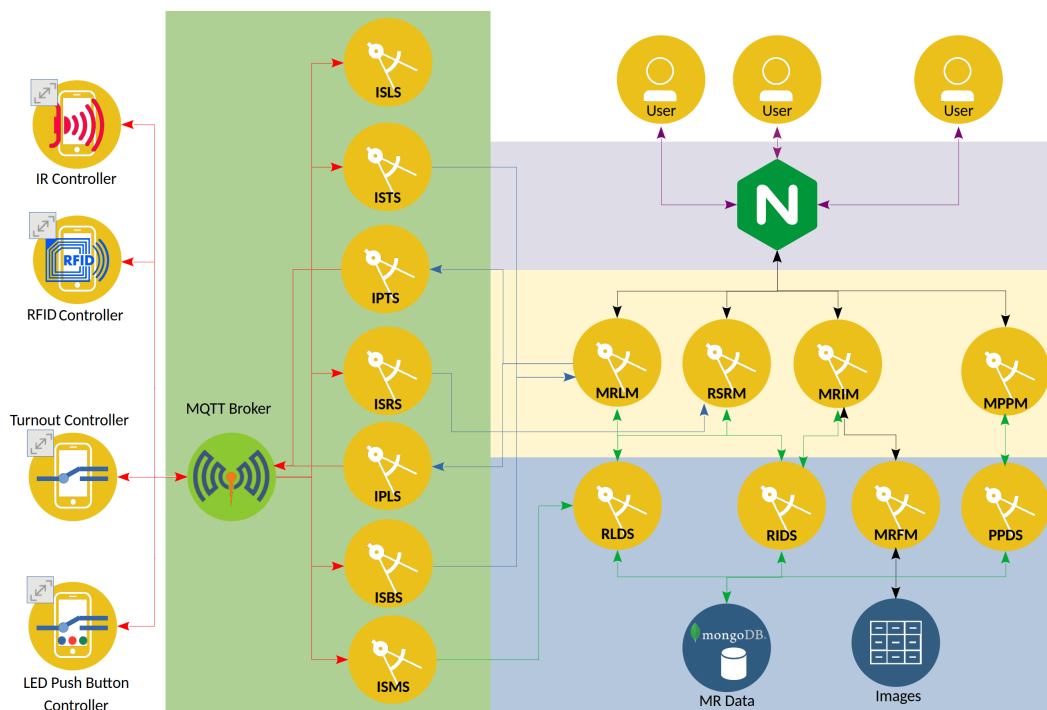 ISLS
User
User
User
IR Controller
ISTS
N
RFID
RFID Controller
IPTS
MRLM
RSRM
MRIM
MPPM
ISRS
MQTT Broker
Turnout Controller
IPLS
RLDS
RIDS
MRFM
PPDS
ISBS
mongoDB.
ISMS
LED Push Button
Controller
MR Data
Images